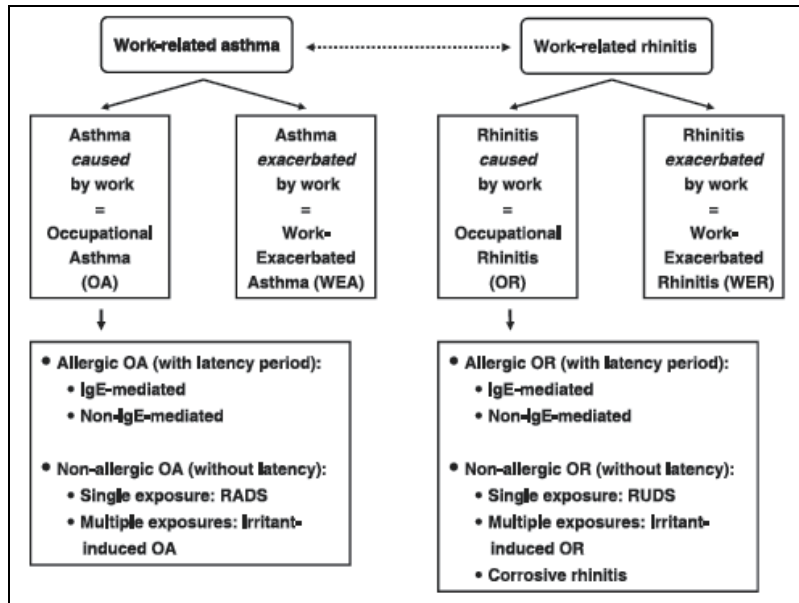 Work-related asthma
Work-related rhinitis
Asthma
caused
by work
=
Occupational
Asthma
(OA)
Asthma
exacerbated
by work
=
Work-
Exacerbated
Asthma (WEA)
Rhinitis
caused
by work
=
Occupational
Rhinitis
(OR)
Rhinitis
exacerbated
by work
=
Work-
Exacerbated
Rhinitis (WER)
• Allergic OA (with latency period):
• IgE-mediated
• Non-IgE-mediated
• Non-allergic OA (without latency):
• Single exposure: RADS
• Multiple exposures: Irritant-
induced OA
• Allergic OR (with latency period):
• IgE-mediated
• Non-IgE-mediated
• Non-allergic OR (without latency):
• Single exposure: RUDS
• Multiple exposures: Irritant-
induced OR
• Corrosive rhinitis